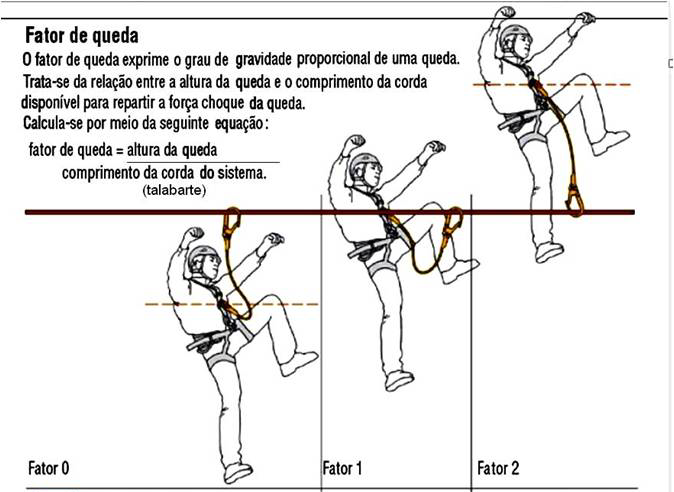 Fator de queda
O fator de queda exprime o grau de gravidade proporcional de uma queda.
Trata-se da relação entre a altura da queda e o comprimento da corda
disponível para repartir a força choque da queda.
Calcula-se por meio da seguinte equação:
fator de queda = altura da queda
comprimento da corda do sistema.
(talabarte)
Fator 0
Fator 1
Fator 2